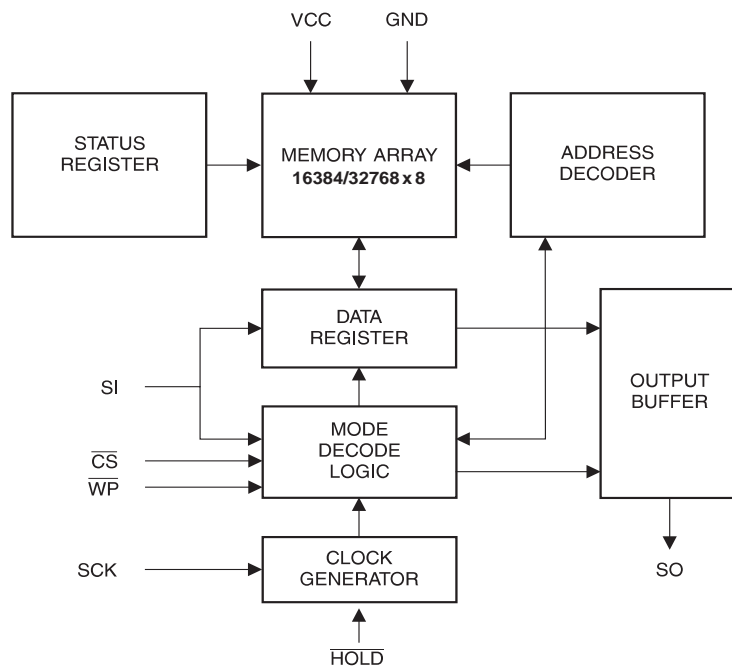 VCC GND
STATUS
REGISTER
MEMORY ARRAY
16384/32768 x 8
ADDRESS
DECODER
DATA
REGISTER
OUTPUT
BUFFER
SI
MODE
DECODE
LOGIC
CS
WP
SCK
CLOCK
GENERATOR
SO
HOLD